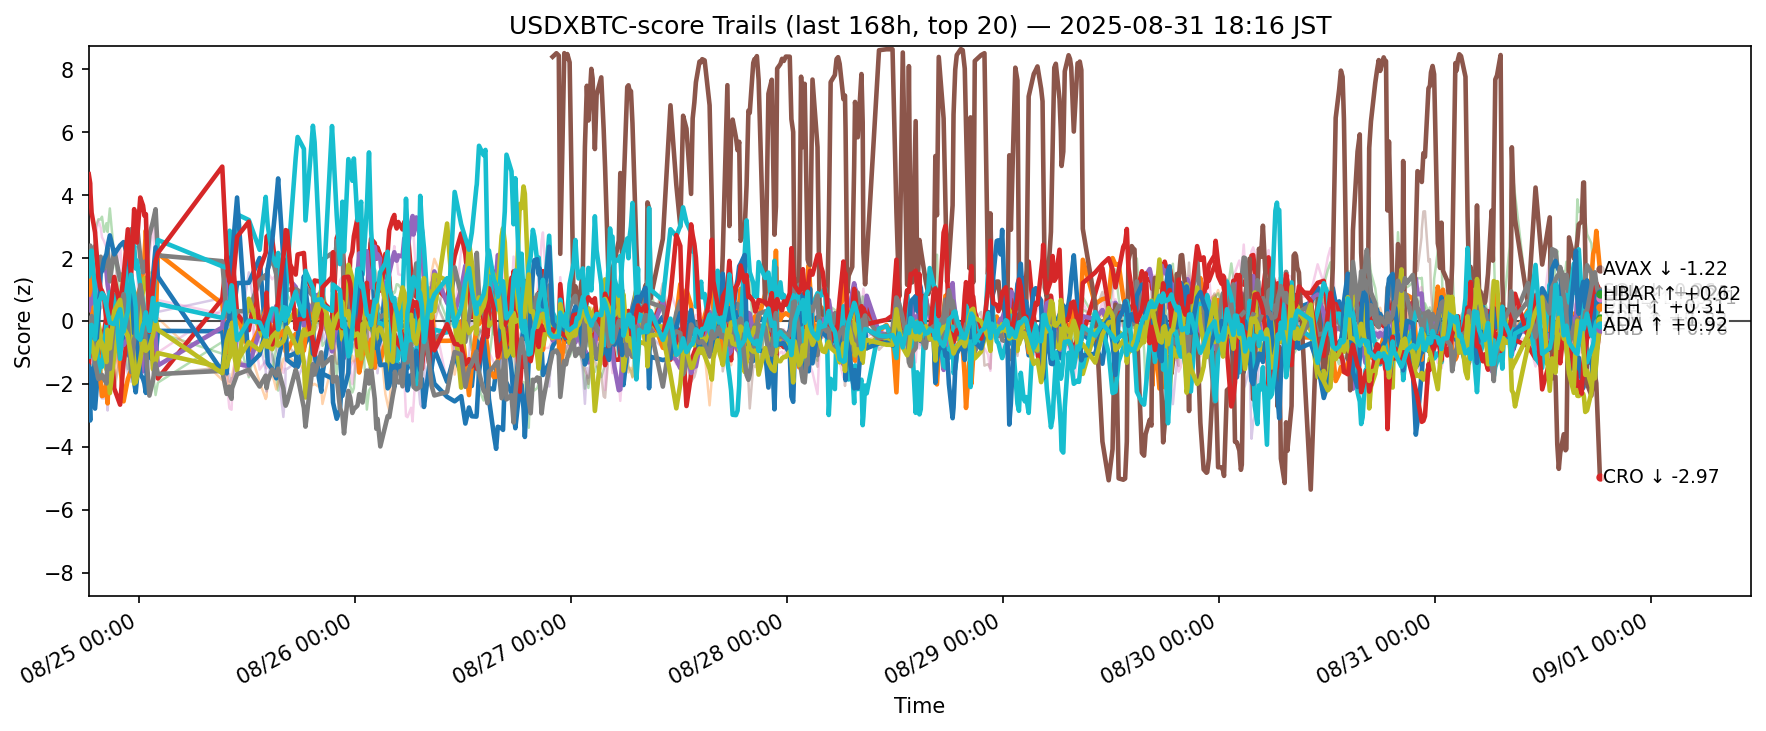 USDXBTC-score Trails (last 168h, top 20) — 2025-08-31 18:16 JST
Score (z)
8
6
4
2
0
−2
−4
−6
−8
AVAX ↓ -1.22
HBAR ↑ +0.62
ETH ↑ +0.31
ADA ↑ +0.92
CRO ↓ -2.97
08/25 00:00
08/26 00:00
08/27 00:00
08/28 00:00
08/29 00:00
08/30 00:00
08/31 00:00
09/01 00:00
Time